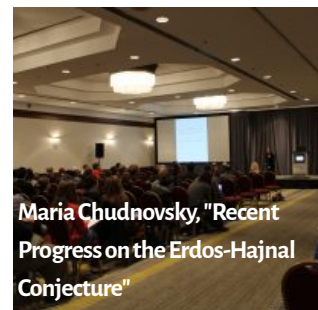 Maria Chudnovsky, "Recent
Progress on the Erdos-Hajnal
Conjecture"